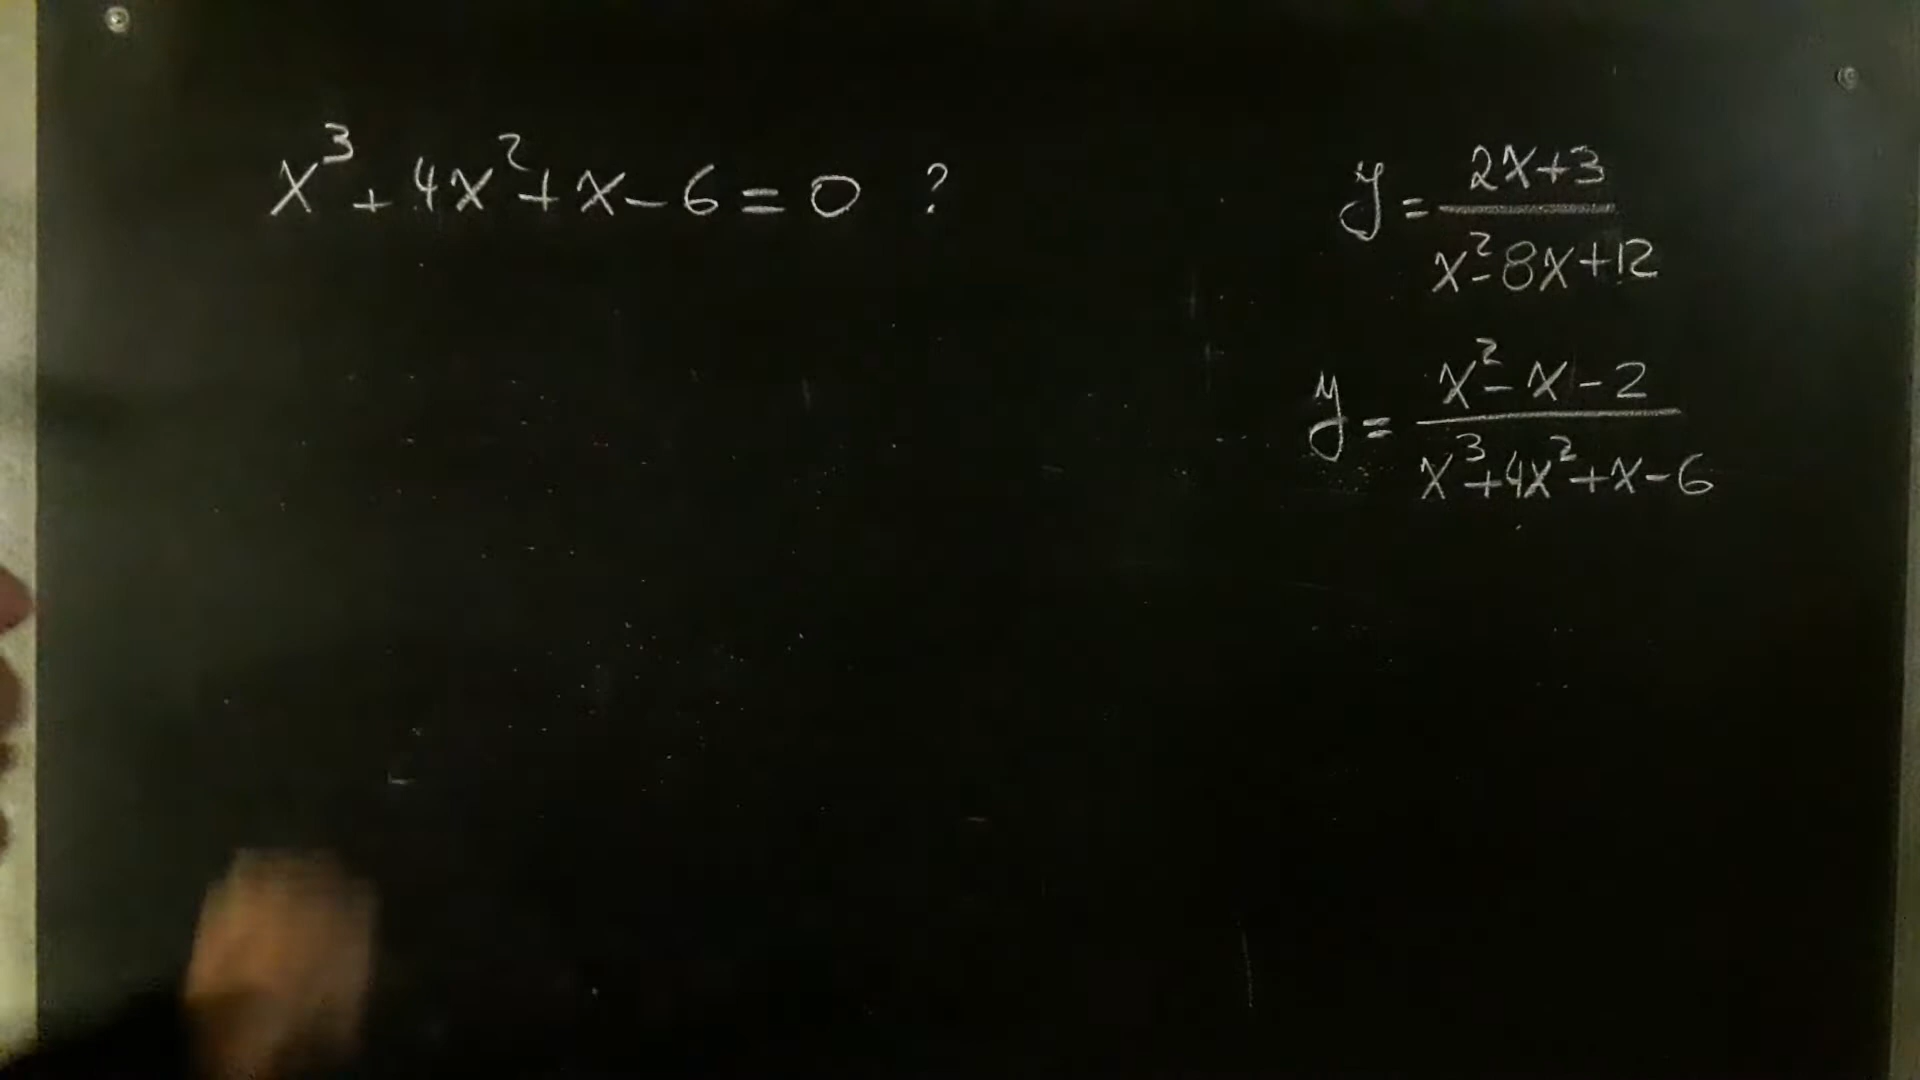 x³+4x²+x-6=0 ?
y=(2x+3)/(x²-8x+12)
y=(x²-x-2)/(x³+4x²+x-6)